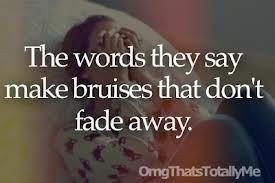 The words they say
make bruises that don't
fade away.
OmgThatsTotallyMe